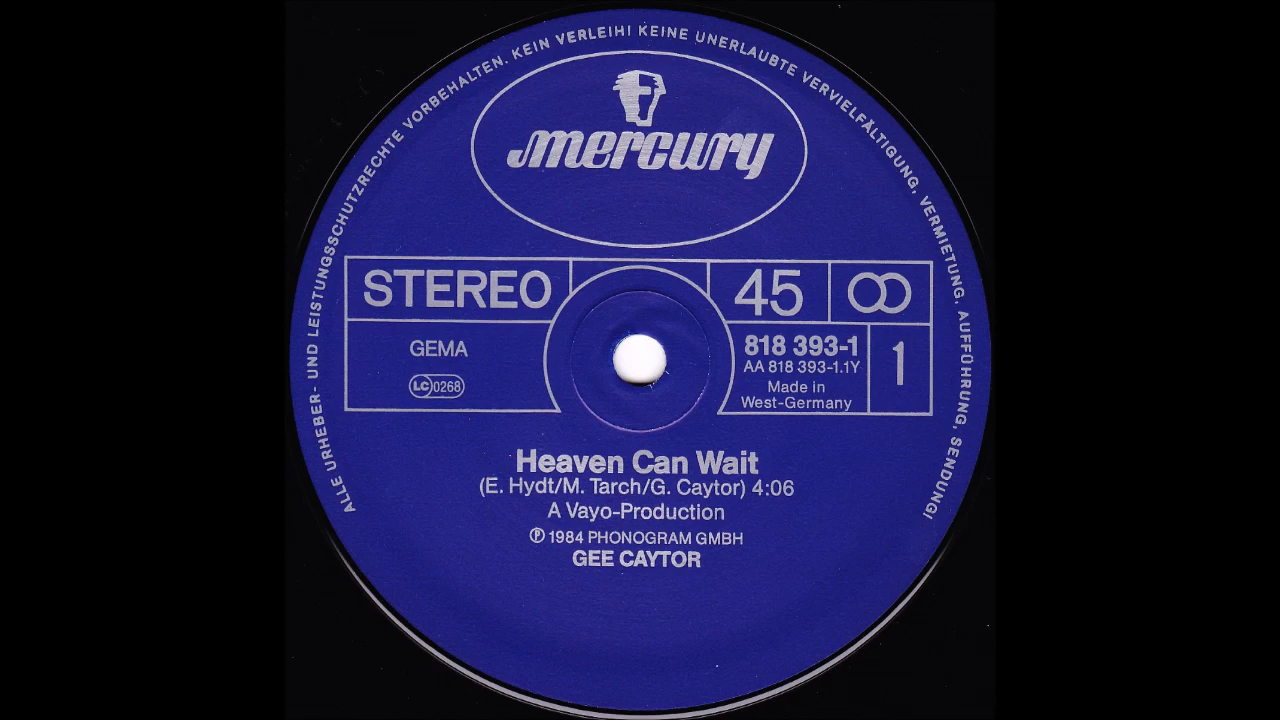 ALLE URHEBER- UND LEISTUNGSSCHUTZRECHTE VORBEHALTEN. KEIN VERLEIH! KEINE UNERLAUBTE VERVIELFÄLTIGUNG, VERMIETUNG, AUFFÜHRUNG, SENDUNG!
mercury
STEREO
45
GEMA
LC 0268
818 393-1
AA 818 393-1.1Y
Made in
West-Germany
1
Heaven Can Wait
(E. Hydt/M. Tarch/G. Caytor) 4:06
A Vayo-Production
Ⓟ 1984 PHONOGRAM GMBH
GEE CAYTOR